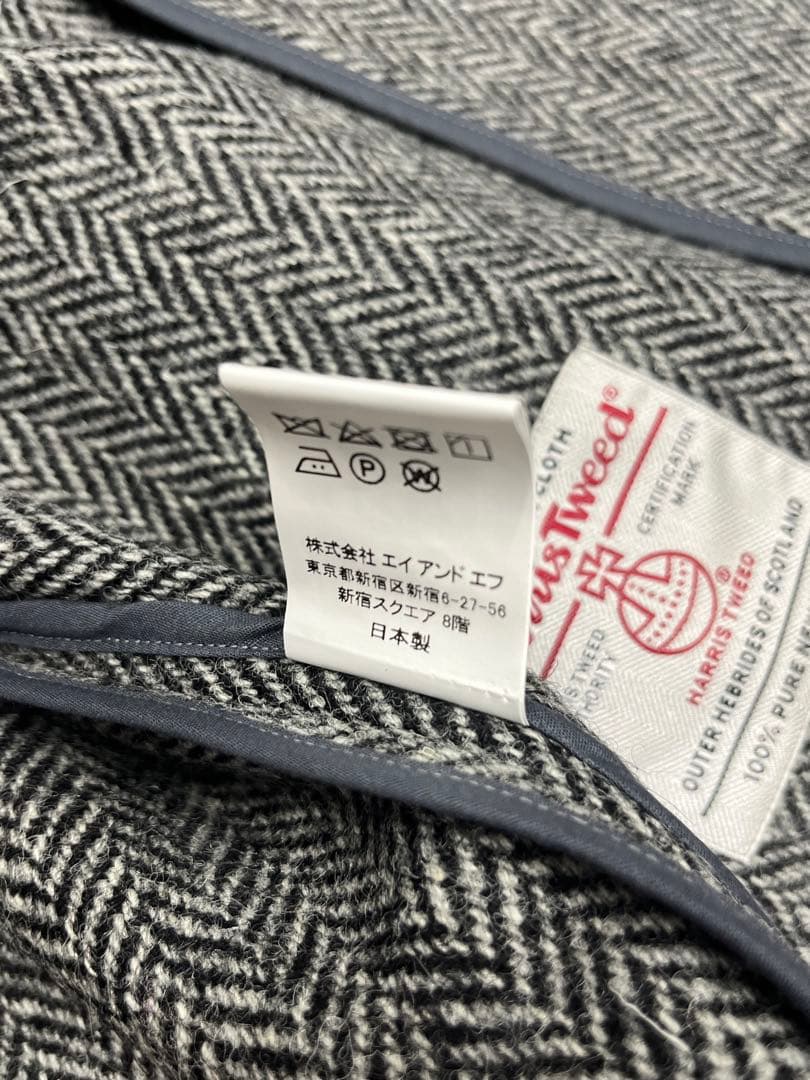 P
W
株式会社 エイ アンド エフ
東京都新宿区新宿6-27-56
新宿スクエア 8階
日本製
CLOTH
Tweed®
CERTIFICATION
MARK
®
HARRIS TWEED
TWEED
OUTER HEBRIDES OF SCOTLAND
100% PURE